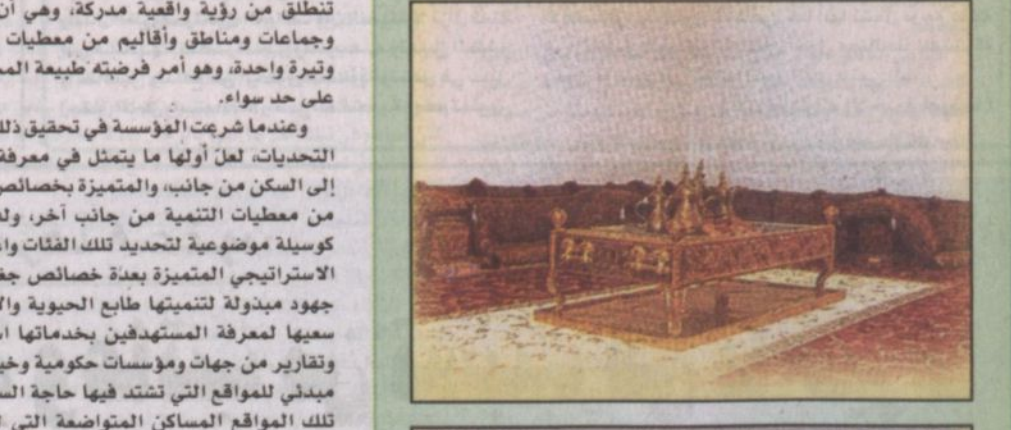 تنطلق من رؤية واقعية مدركة، وهي أن
وجماعات ومناطق وأقاليم من معطيات
وتيرة واحدة، وهو أمر فرضته طبيعة
على حد سواء.
وعندما شرعت المؤسسة في تحقيق ذلك
التحديات، لعل أولها ما يتمثل في معرفة
إلى السكن من جانب، والمتميزة بخصائص
من معطيات التنمية من جانب آخر،
كوسيلة موضوعية لتحديد تلك الفئات
الاستراتيجي المتميزة بعدة خصائص
جهود مبذولة لتنميتها طابع الحيوية
سعيها لمعرفة المستهدفين بخدماتها
وتقارير من جهات ومؤسسات حكومية
مبدئي للمواقع التي تشتد فيها حاجة
تلك المواقع المساكن المتواضعة التي